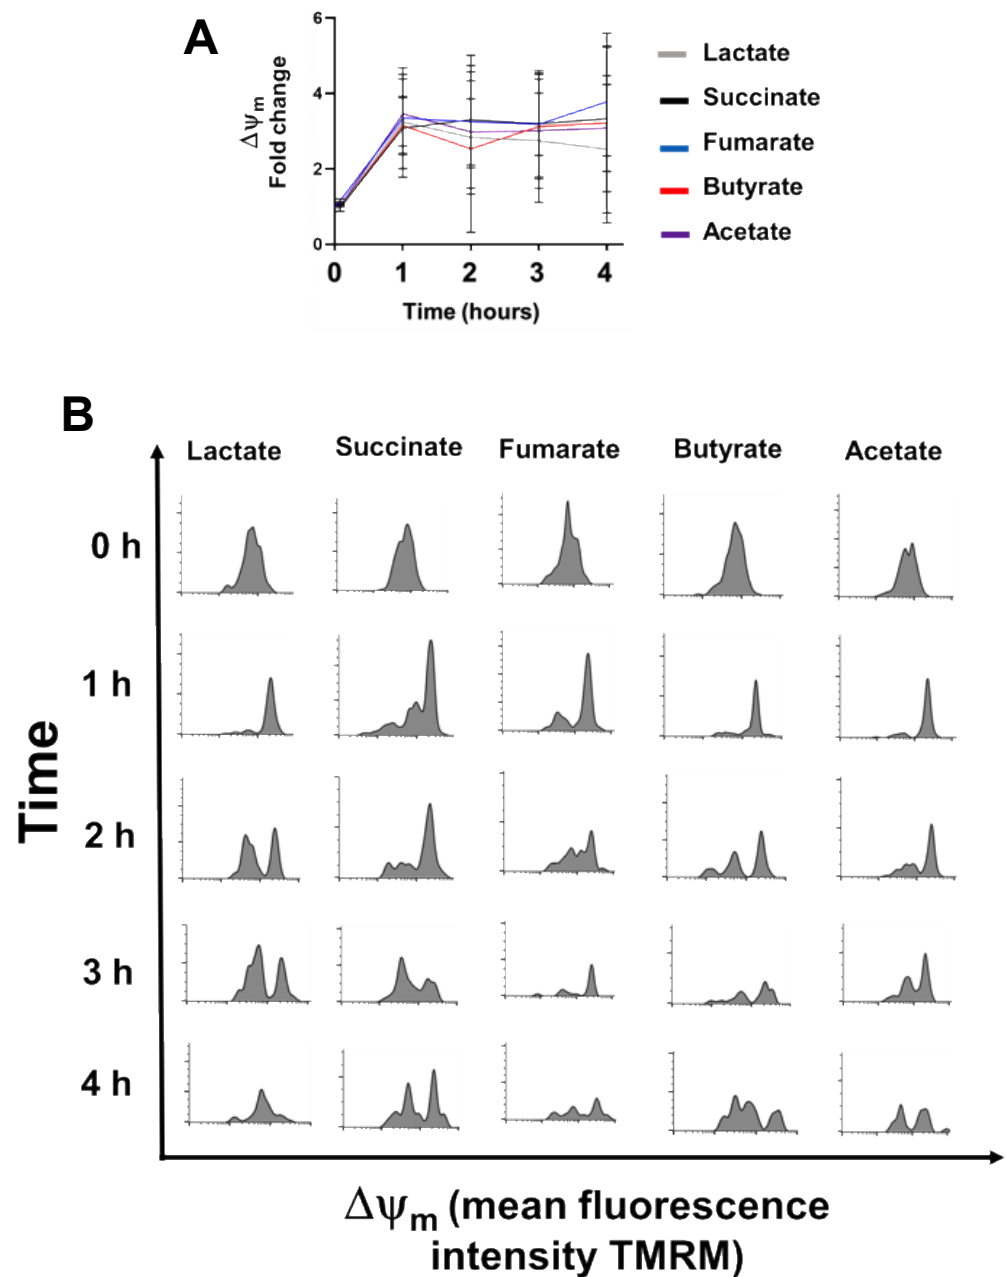 A
Δψm
Fold change
6
4
2
0
0 1 2 3 4
Time (hours)
Lactate
Succinate
Fumarate
Butyrate
Acetate
B
Lactate Succinate Fumarate Butyrate Acetate
0 h
1 h
2 h
3 h
4 h
Time
Δψm (mean fluorescence
intensity TMRM)